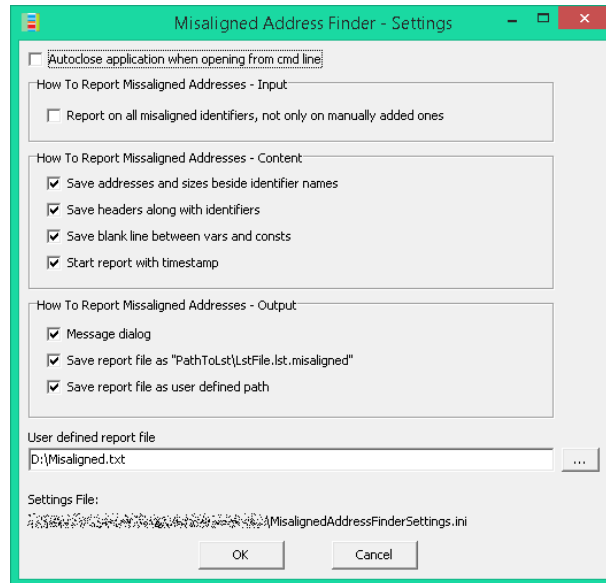 Misaligned Address Finder - Settings
Autoclose application when opening from cmd line
How To Report Missaligned Addresses - Input
Report on all misaligned identifiers, not only on manually added ones
How To Report Missaligned Addresses - Content
Save addresses and sizes beside identifier names
Save headers along with identifiers
Save blank line between vars and consts
Start report with timestamp
How To Report Missaligned Addresses - Output
Message dialog
Save report file as "PathToLst\LstFile.lst.misaligned"
Save report file as user defined path
User defined report file
D:\Misaligned.txt
...
Settings File:
\MisalignedAddressFinderSettings.ini
OK Cancel